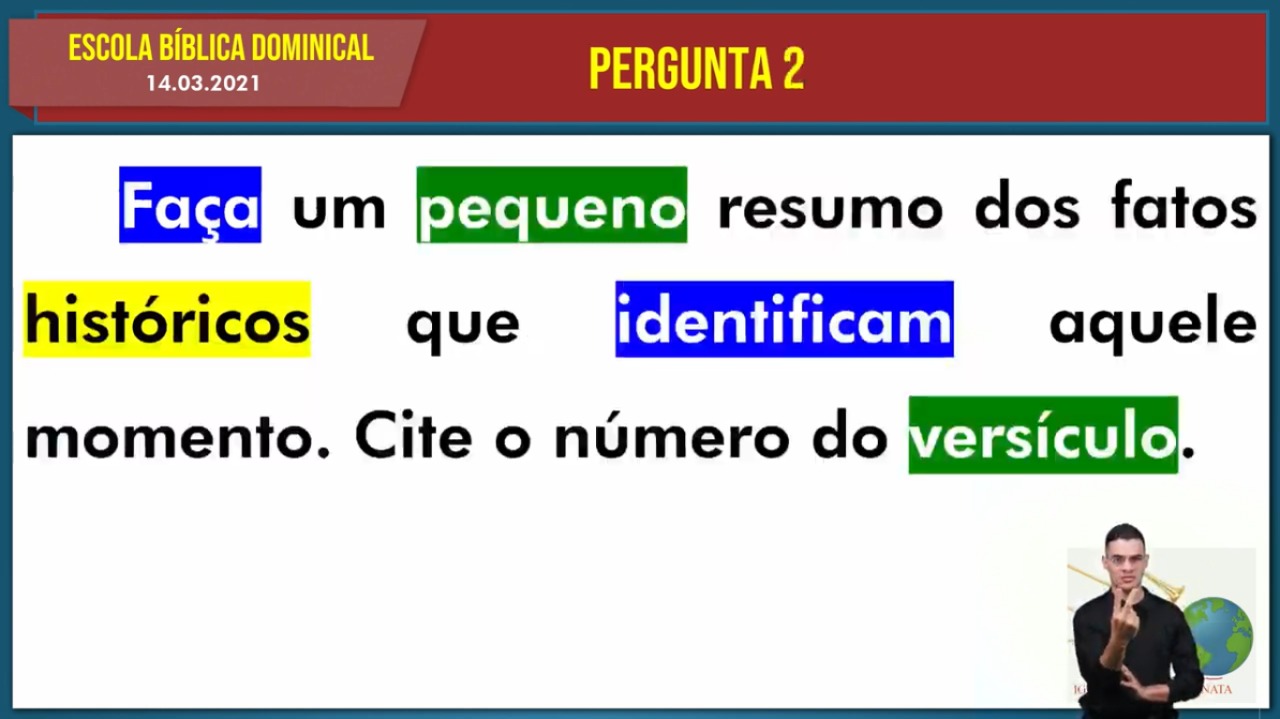 ESCOLA BÍBLICA DOMINICAL
14.03.2021
PERGUNTA 2
Faça um pequeno resumo dos fatos
históricos que identificam aquele
momento. Cite o número do versículo.